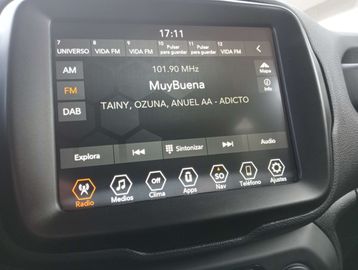 17:11
7 8 9 10 11 12
UNIVERSO VIDA FM VIDA FM Pulsar para guardar Pulsar para guardar VIDA FM
AM 101.90 MHz Mapa
MuyBuena
FM Info
TAINY, OZUNA, ANUEL AA - ADICTO
DAB
Explora Sintonizar Audio
Off SO
Radio Medios Clima Apps Nav Teléfono Ajustes